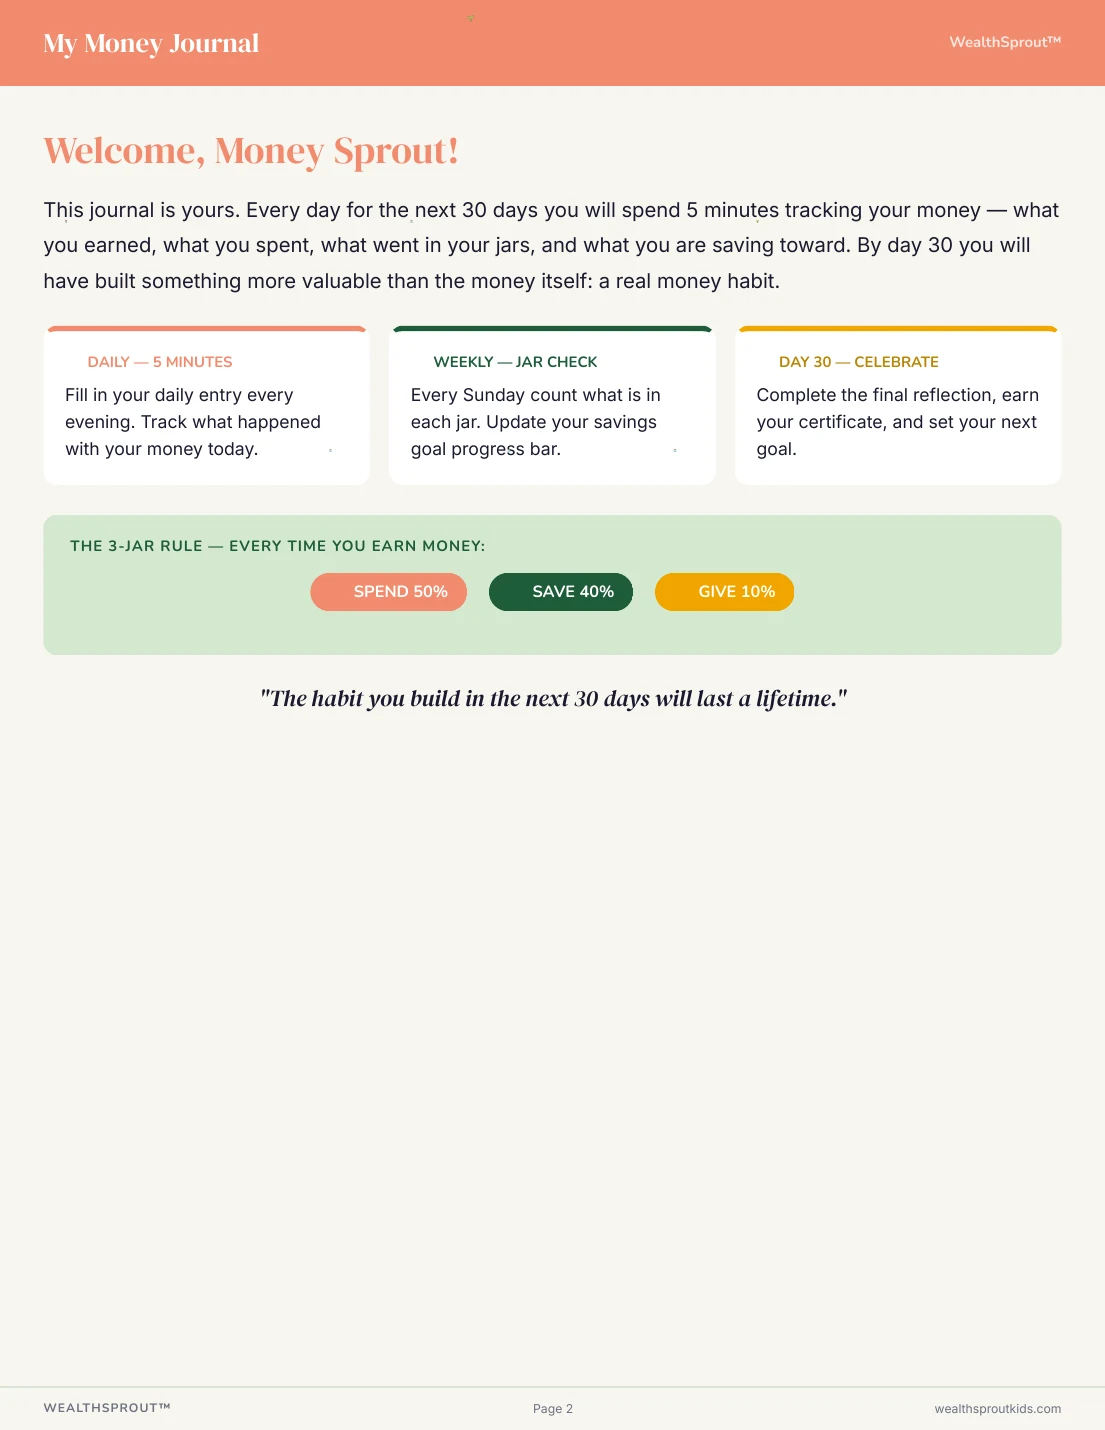 My Money Journal
WealthSprout™
Welcome, Money Sprout!
This journal is yours. Every day for the next 30 days you will spend 5 minutes tracking your money — what
you earned, what you spent, what went in your jars, and what you are saving toward. By day 30 you will
have built something more valuable than the money itself: a real money habit.
DAILY — 5 MINUTES
Fill in your daily entry every
evening. Track what happened
with your money today.
WEEKLY — JAR CHECK
Every Sunday count what is in
each jar. Update your savings
goal progress bar.
DAY 30 — CELEBRATE
Complete the final reflection, earn
your certificate, and set your next
goal.
THE 3-JAR RULE — EVERY TIME YOU EARN MONEY:
SPEND 50%
SAVE 40%
GIVE 10%
"The habit you build in the next 30 days will last a lifetime."
WEALTHSPROUT™
Page 2
wealthsproutkids.com